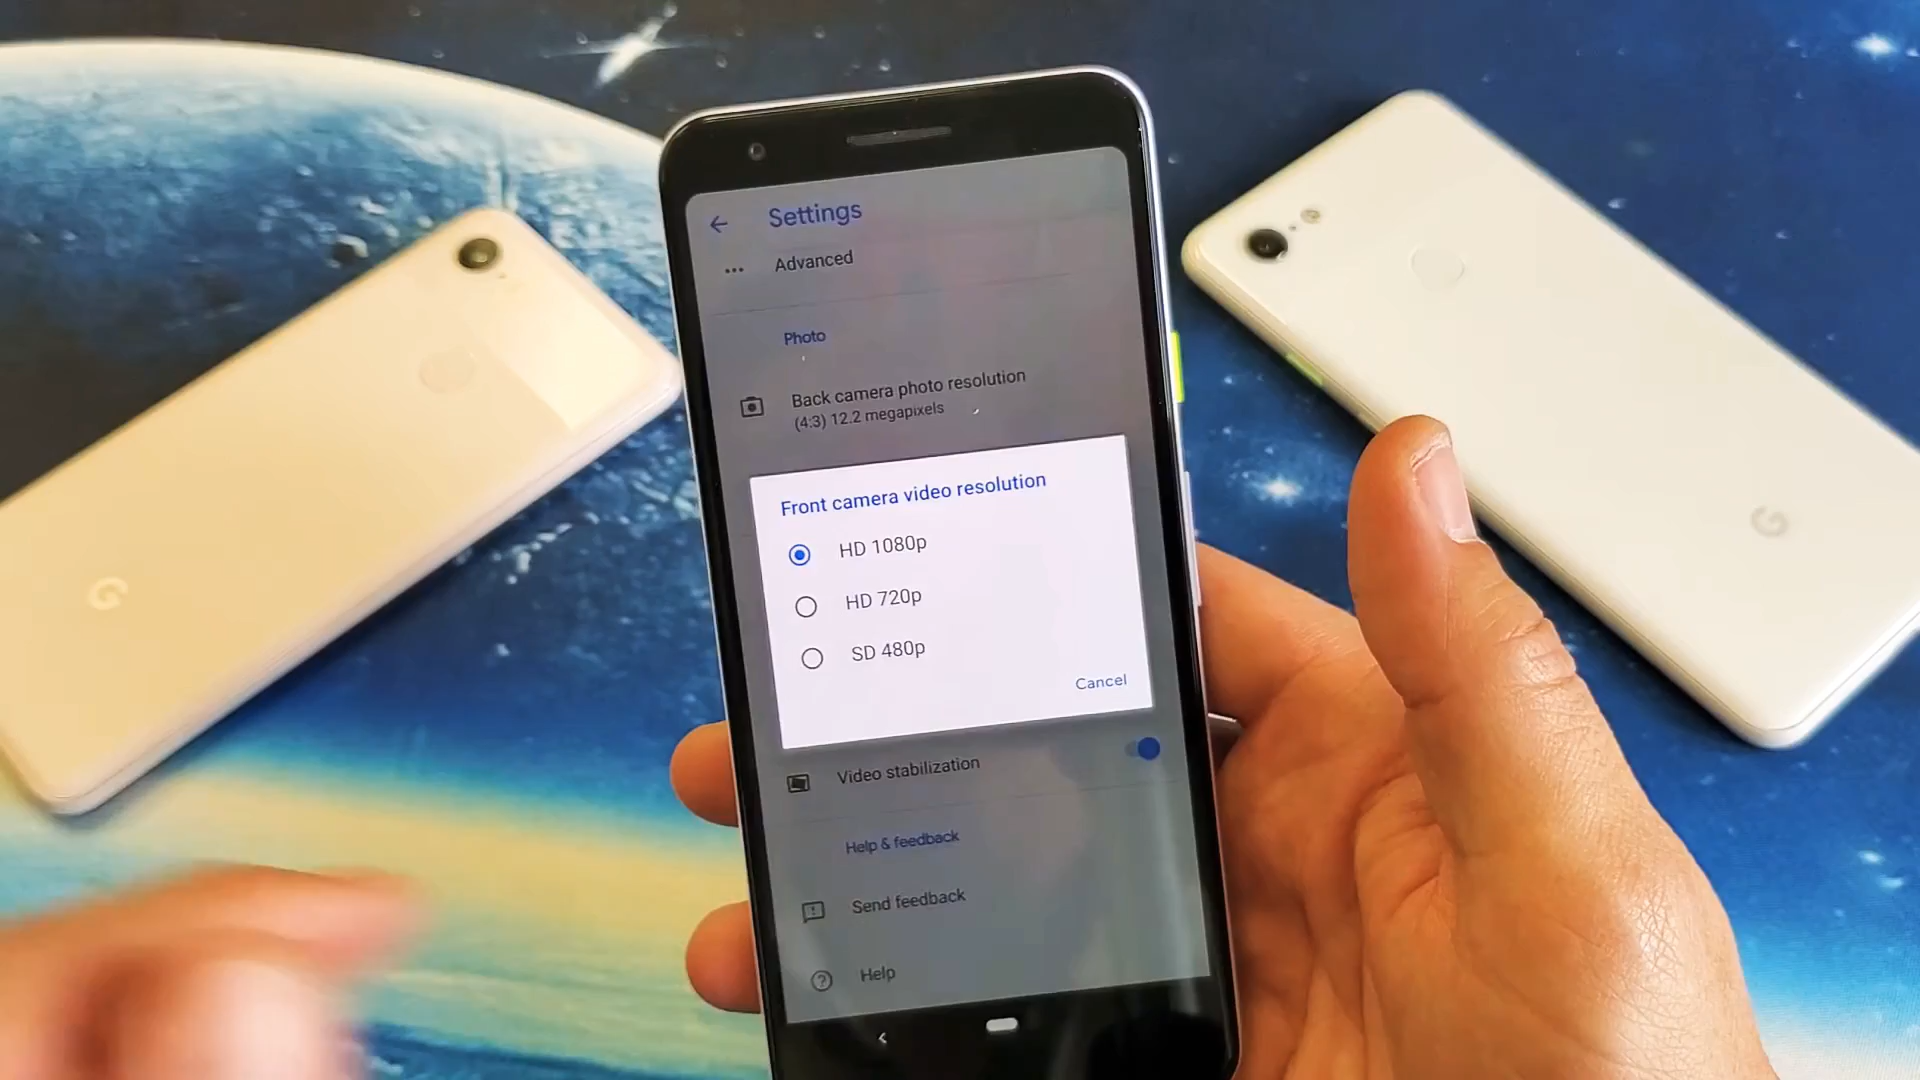 Settings
Advanced
Photo
Back camera photo resolution
(4:3) 12.2 megapixels
Front camera video resolution
HD 1080p
HD 720p
SD 480p
Cancel
Video stabilization
Help & feedback
Send feedback
Help
G
G